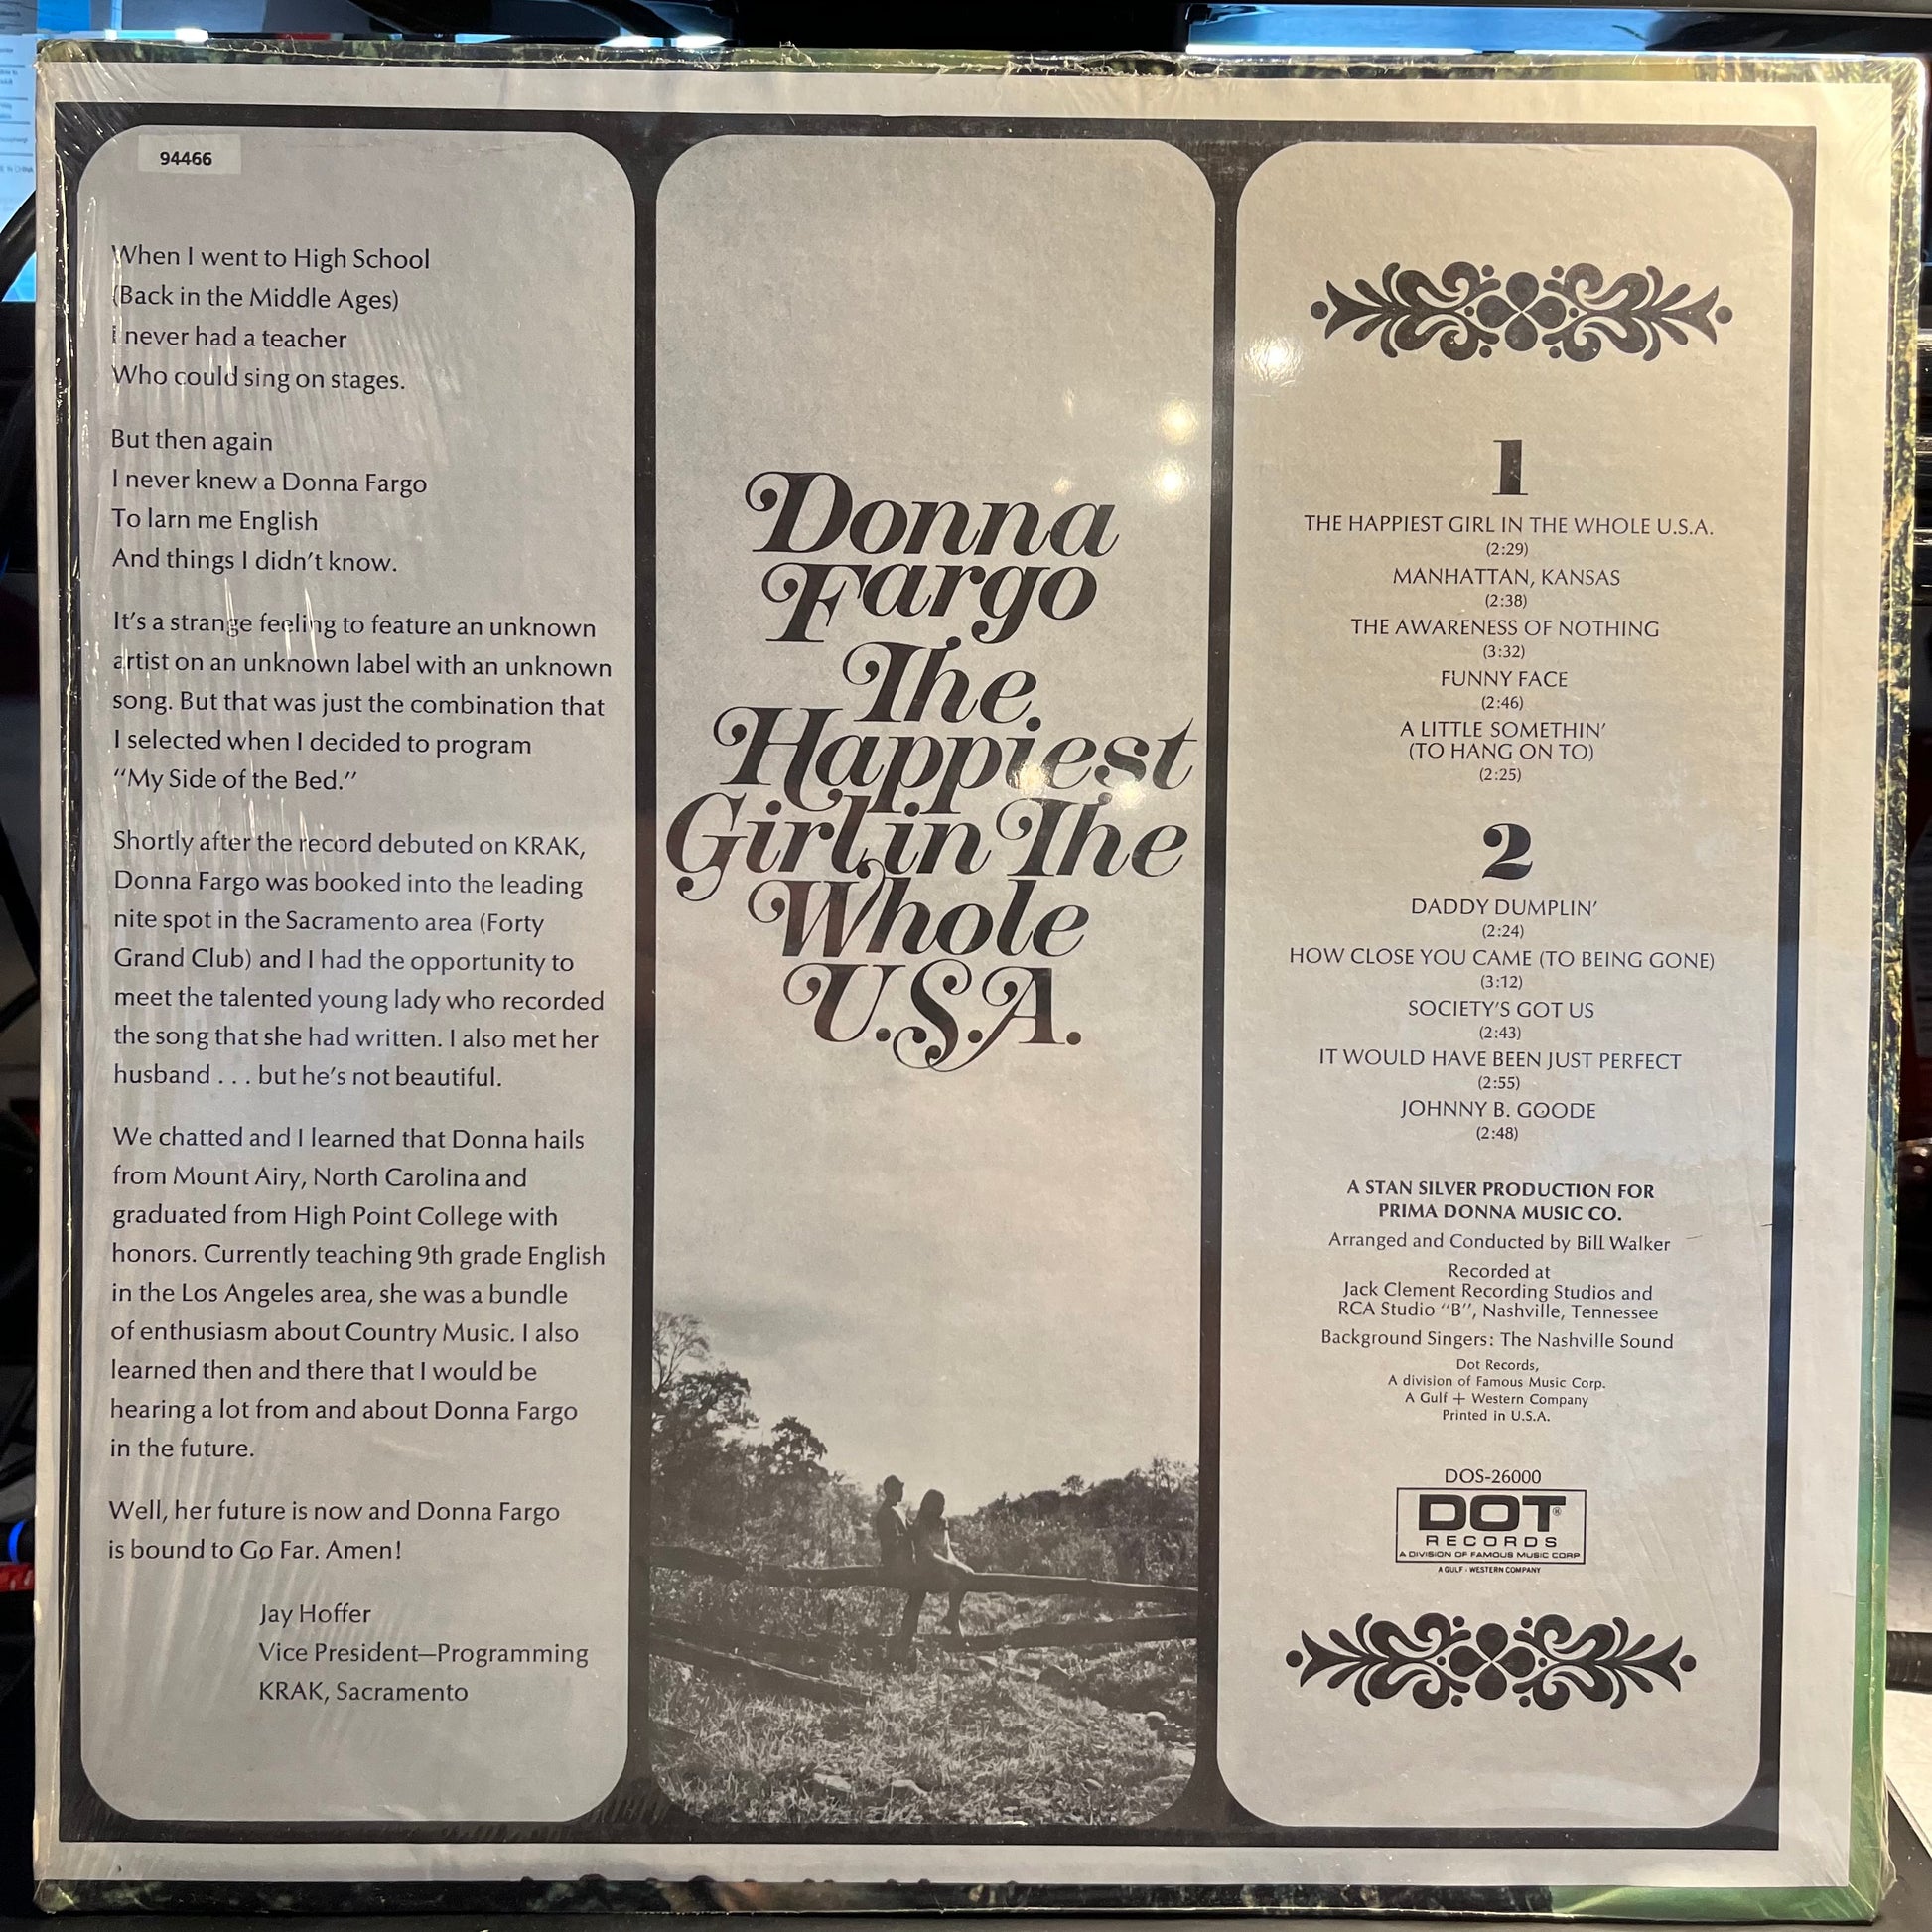 94466
When I went to High School
(Back in the Middle Ages)
I never had a teacher
Who could sing on stages.
But then again
I never knew a Donna Fargo
To larn me English
And things I didn't know.
It's a strange feeling to feature an unknown
artist on an unknown label with an unknown
song. But that was just the combination that
I selected when I decided to program
"My Side of the Bed."
Shortly after the record debuted on KRAK,
Donna Fargo was booked into the leading
nite spot in the Sacramento area (Forty
Grand Club) and I had the opportunity to
meet the talented young lady who recorded
the song that she had written. I also met her
husband . . . but he's not beautiful.
We chatted and I learned that Donna hails
from Mount Airy, North Carolina and
graduated from High Point College with
honors. Currently teaching 9th grade English
in the Los Angeles area, she was a bundle
of enthusiasm about Country Music. I also
learned then and there that I would be
hearing a lot from and about Donna Fargo
in the future.
Well, her future is now and Donna Fargo
is bound to Go Far. Amen!
Jay Hoffer
Vice President—Programming
KRAK, Sacramento
Donna
Fargo
The
Happiest
Girl in The
Whole
U.S.A.
1
THE HAPPIEST GIRL IN THE WHOLE U.S.A.
(2:29)
MANHATTAN, KANSAS
(2:38)
THE AWARENESS OF NOTHING
(3:32)
FUNNY FACE
(2:46)
A LITTLE SOMETHIN'
(TO HANG ON TO)
(2:25)
2
DADDY DUMPLIN'
(2:24)
HOW CLOSE YOU CAME (TO BEING GONE)
(3:12)
SOCIETY'S GOT US
(2:43)
IT WOULD HAVE BEEN JUST PERFECT
(2:55)
JOHNNY B. GOODE
(2:48)
A STAN SILVER PRODUCTION FOR
PRIMA DONNA MUSIC CO.
Arranged and Conducted by Bill Walker
Recorded at
Jack Clement Recording Studios and
RCA Studio "B", Nashville, Tennessee
Background Singers: The Nashville Sound
Dot Records,
A division of Famous Music Corp.
A Gulf + Western Company
Printed in U.S.A.
DOS-26000
DOT®
RECORDS
A DIVISION OF FAMOUS MUSIC CORP
A GULF + WESTERN COMPANY